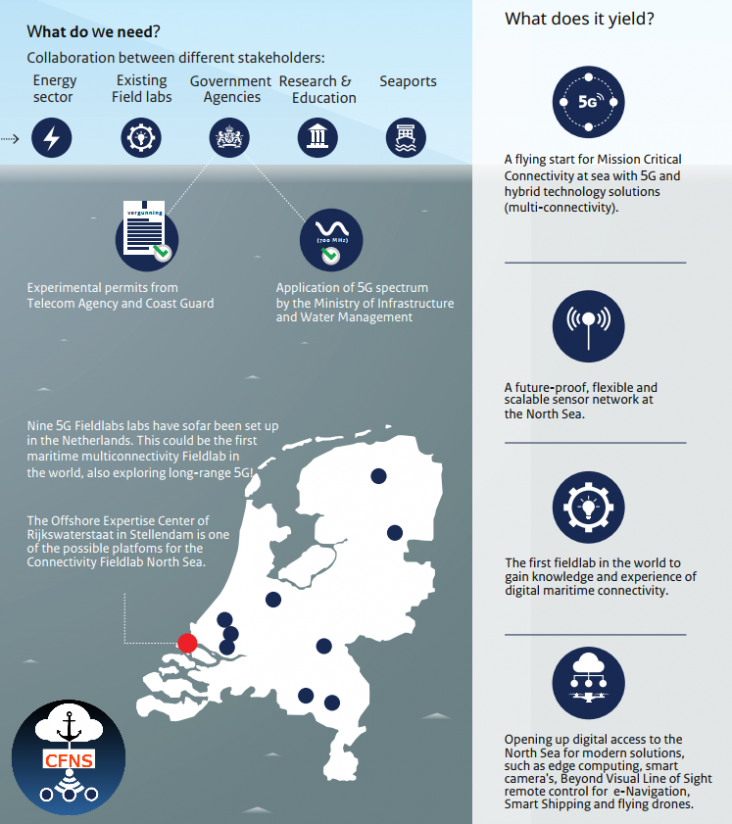 What do we need?
Collaboration between different stakeholders:
Energy
sector
Existing
Field labs
Government
Agencies
Research &
Education
Seaports
vergunning
Experimental permits from
Telecom Agency and Coast Guard
(700 MHz)
Application of 5G spectrum
by the Ministry of Infrastructure
and Water Management
Nine 5G Fieldlabs labs have sofar been set up
in the Netherlands. This could be the first
maritime multiconnectivity Fieldlab in
the world, also exploring long-range 5G!
The Offshore Expertise Center of
Rijkswaterstaat in Stellendam is one
of the possible platfoms for the
Connectivity Fieldlab North Sea.
CFNS
What does it yield?
5G
A flying start for Mission Critical
Connectivity at sea with 5G and
hybrid technology solutions
(multi-connectivity).
A future-proof, flexible and
scalable sensor network at
the North Sea.
The first fieldlab in the world to
gain knowledge and experience of
digital maritime connectivity.
Opening up digital access to the
North Sea for modern solutions,
such as edge computing, smart
camera's, Beyond Visual Line of Sight
remote control for e-Navigation,
Smart Shipping and flying drones.